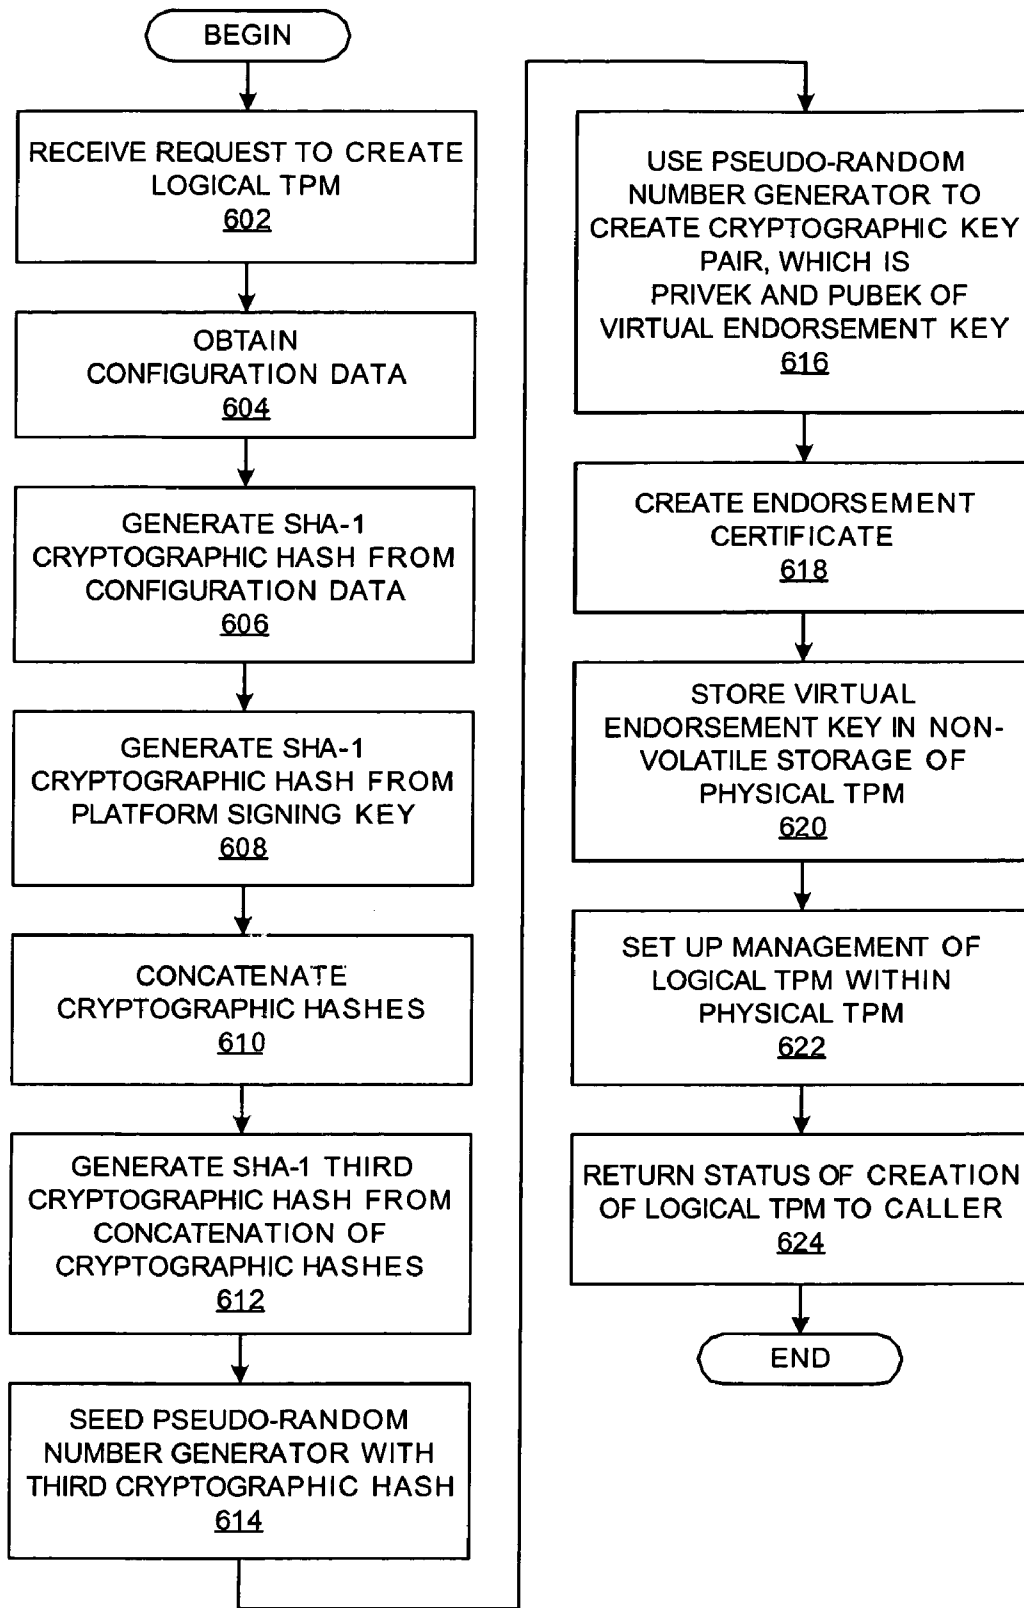 BEGIN
RECEIVE REQUEST TO CREATE
LOGICAL TPM
602
OBTAIN
CONFIGURATION DATA
604
GENERATE SHA-1
CRYPTOGRAPHIC HASH FROM
CONFIGURATION DATA
606
GENERATE SHA-1
CRYPTOGRAPHIC HASH FROM
PLATFORM SIGNING KEY
608
CONCATENATE
CRYPTOGRAPHIC HASHES
610
GENERATE SHA-1 THIRD
CRYPTOGRAPHIC HASH FROM
CONCATENATION OF
CRYPTOGRAPHIC HASHES
612
SEED PSEUDO-RANDOM
NUMBER GENERATOR WITH
THIRD CRYPTOGRAPHIC HASH
614
USE PSEUDO-RANDOM
NUMBER GENERATOR TO
CREATE CRYPTOGRAPHIC KEY
PAIR, WHICH IS
PRIVEK AND PUBEK OF
VIRTUAL ENDORSEMENT KEY
616
CREATE ENDORSEMENT
CERTIFICATE
618
STORE VIRTUAL
ENDORSEMENT KEY IN NON-
VOLATILE STORAGE OF
PHYSICAL TPM
620
SET UP MANAGEMENT OF
LOGICAL TPM WITHIN
PHYSICAL TPM
622
RETURN STATUS OF CREATION
OF LOGICAL TPM TO CALLER
624
END